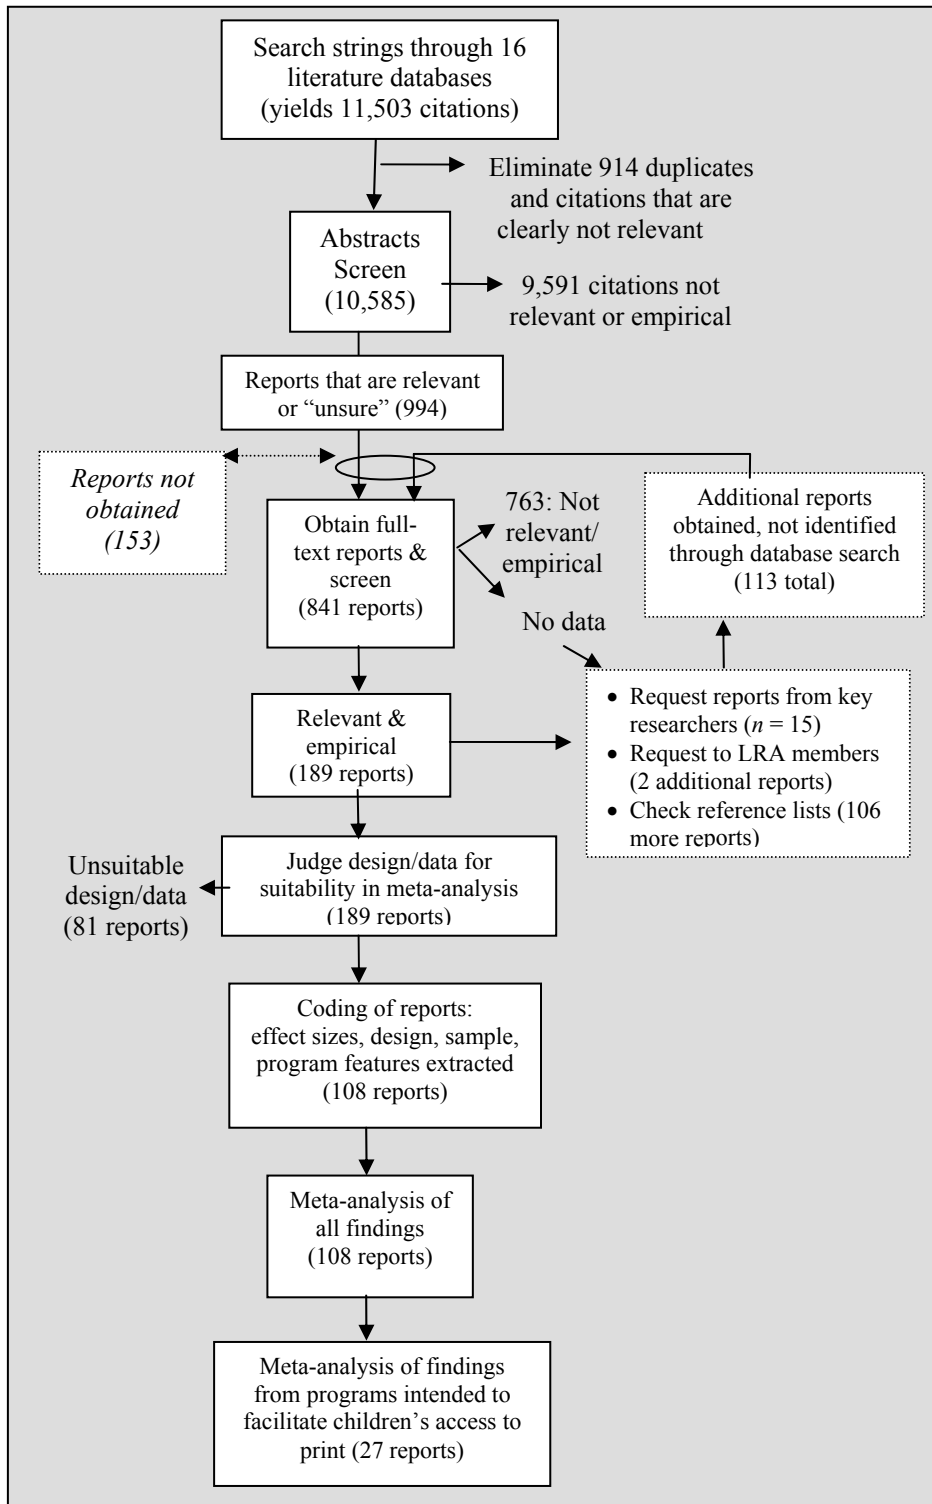 Search strings through 16
literature databases
(yields 11,503 citations)
Eliminate 914 duplicates
and citations that are
clearly not relevant
Abstracts
Screen
(10,585)
9,591 citations not
relevant or empirical
Reports that are relevant
or “unsure” (994)
Reports not
obtained
(153)
Obtain full-
text reports &
screen
(841 reports)
763: Not
relevant/
empirical
No data
Additional reports
obtained, not identified
through database search
(113 total)
Relevant &
empirical
(189 reports)
• Request reports from key
researchers (n = 15)
• Request to LRA members
(2 additional reports)
• Check reference lists (106
more reports)
Unsuitable
design/data
(81 reports)
Judge design/data for
suitability in meta-analysis
(189 reports)
Coding of reports:
effect sizes, design, sample,
program features extracted
(108 reports)
Meta-analysis of
all findings
(108 reports)
Meta-analysis of findings
from programs intended to
facilitate children’s access to
print (27 reports)